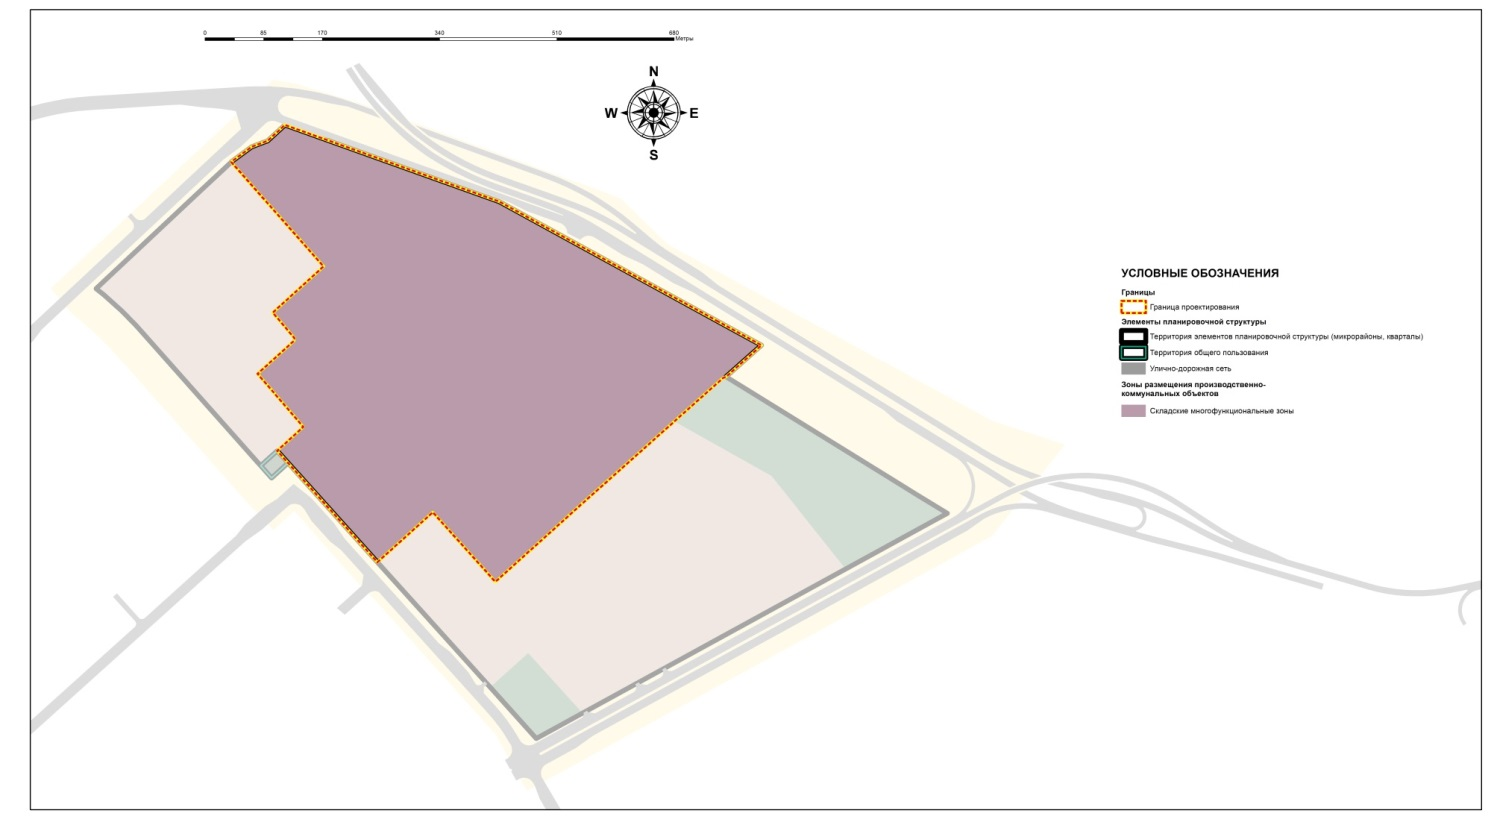 0 85 170 340 510 680
Метры
N
W E
S
УСЛОВНЫЕ ОБОЗНАЧЕНИЯ
Границы
Граница проектирования
Элементы планировочной структуры
Территория элементов планировочной структуры (микрорайоны, кварталы)
Территория общего пользования
Улично-дорожная сеть
Зоны размещения производственно-
коммунальных объектов
Складские многофункциональные зоны